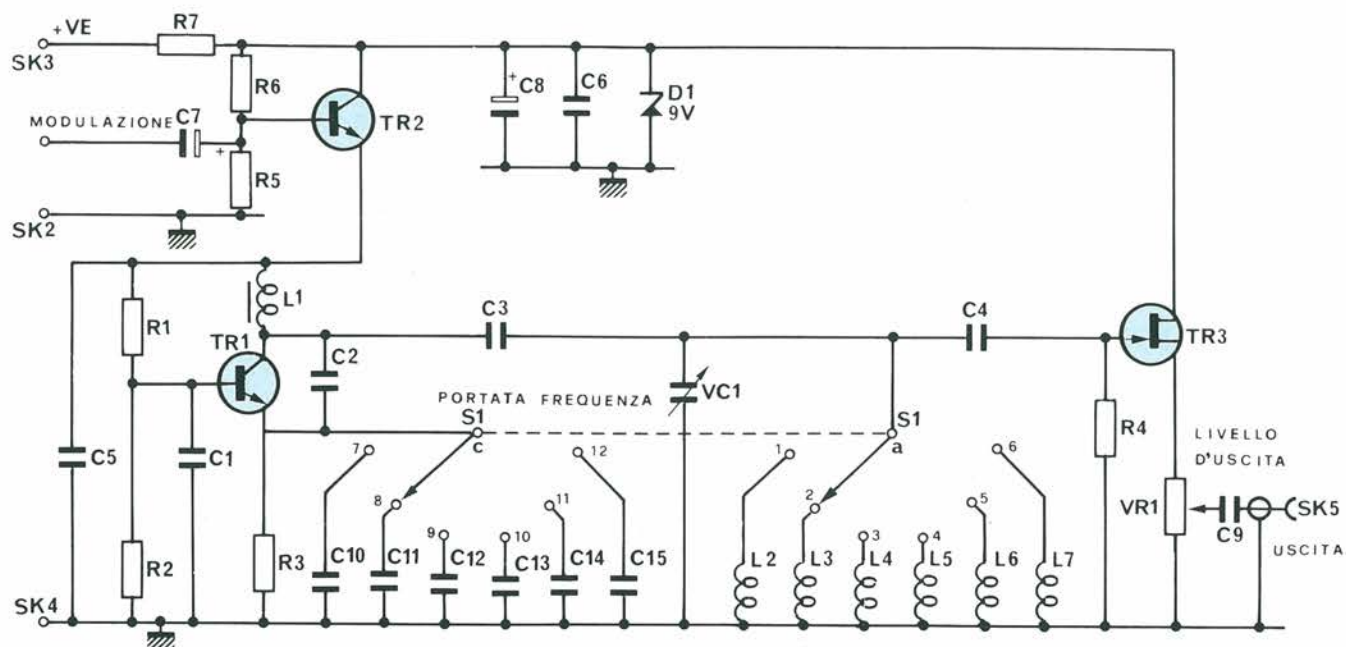 +VE
R7
SK3
R6
C7
MODULAZIONE
+
R5
SK2
TR2
+
C8
C6
D1
9V
L1
R1
TR1
C2
C3
C4
TR3
PORTATA FREQUENZA
VC1
S1
c
S1
a
R4
LIVELLO
D'USCITA
C5
C1
7
8
9
10
11
12
1
2
3
4
5
6
VR1
C9
SK5
USCITA
R2
R3
C10
C11
C12
C13
C14
C15
L2
L3
L4
L5
L6
L7
SK4